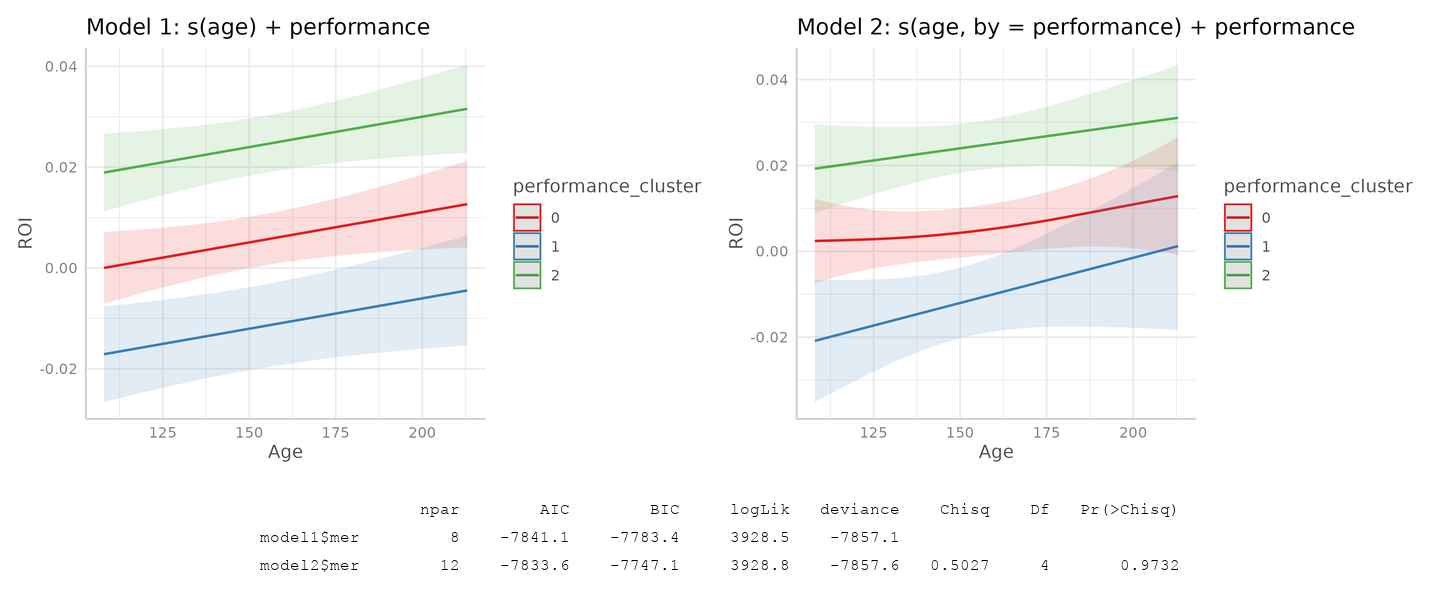 Model 1: s(age) + performance
0.04
0.02
0.00
-0.02
125 150 175 200
Age
ROI
performance_cluster
0
1
2
Model 2: s(age, by = performance) + performance
0.04
0.02
0.00
-0.02
125 150 175 200
Age
ROI
performance_cluster
0
1
2
npar AIC BIC logLik deviance Chisq Df Pr(>Chisq)
model1$mer 8 -7841.1 -7783.4 3928.5 -7857.1
model2$mer 12 -7833.6 -7747.1 3928.8 -7857.6 0.5027 4 0.9732